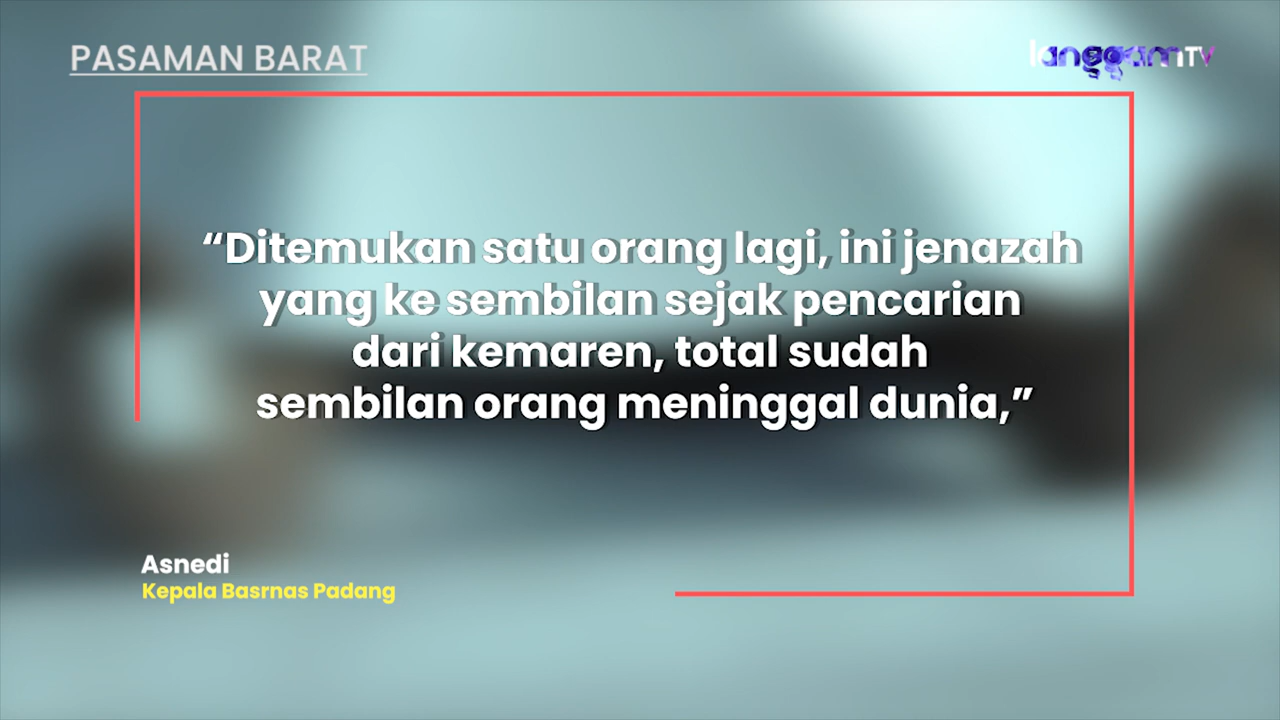 PASAMAN BARAT
langgamTV
“Ditemukan satu orang lagi, ini jenazah
yang ke sembilan sejak pencarian
dari kemaren, total sudah
sembilan orang meninggal dunia,”
Asnedi
Kepala Basrnas Padang